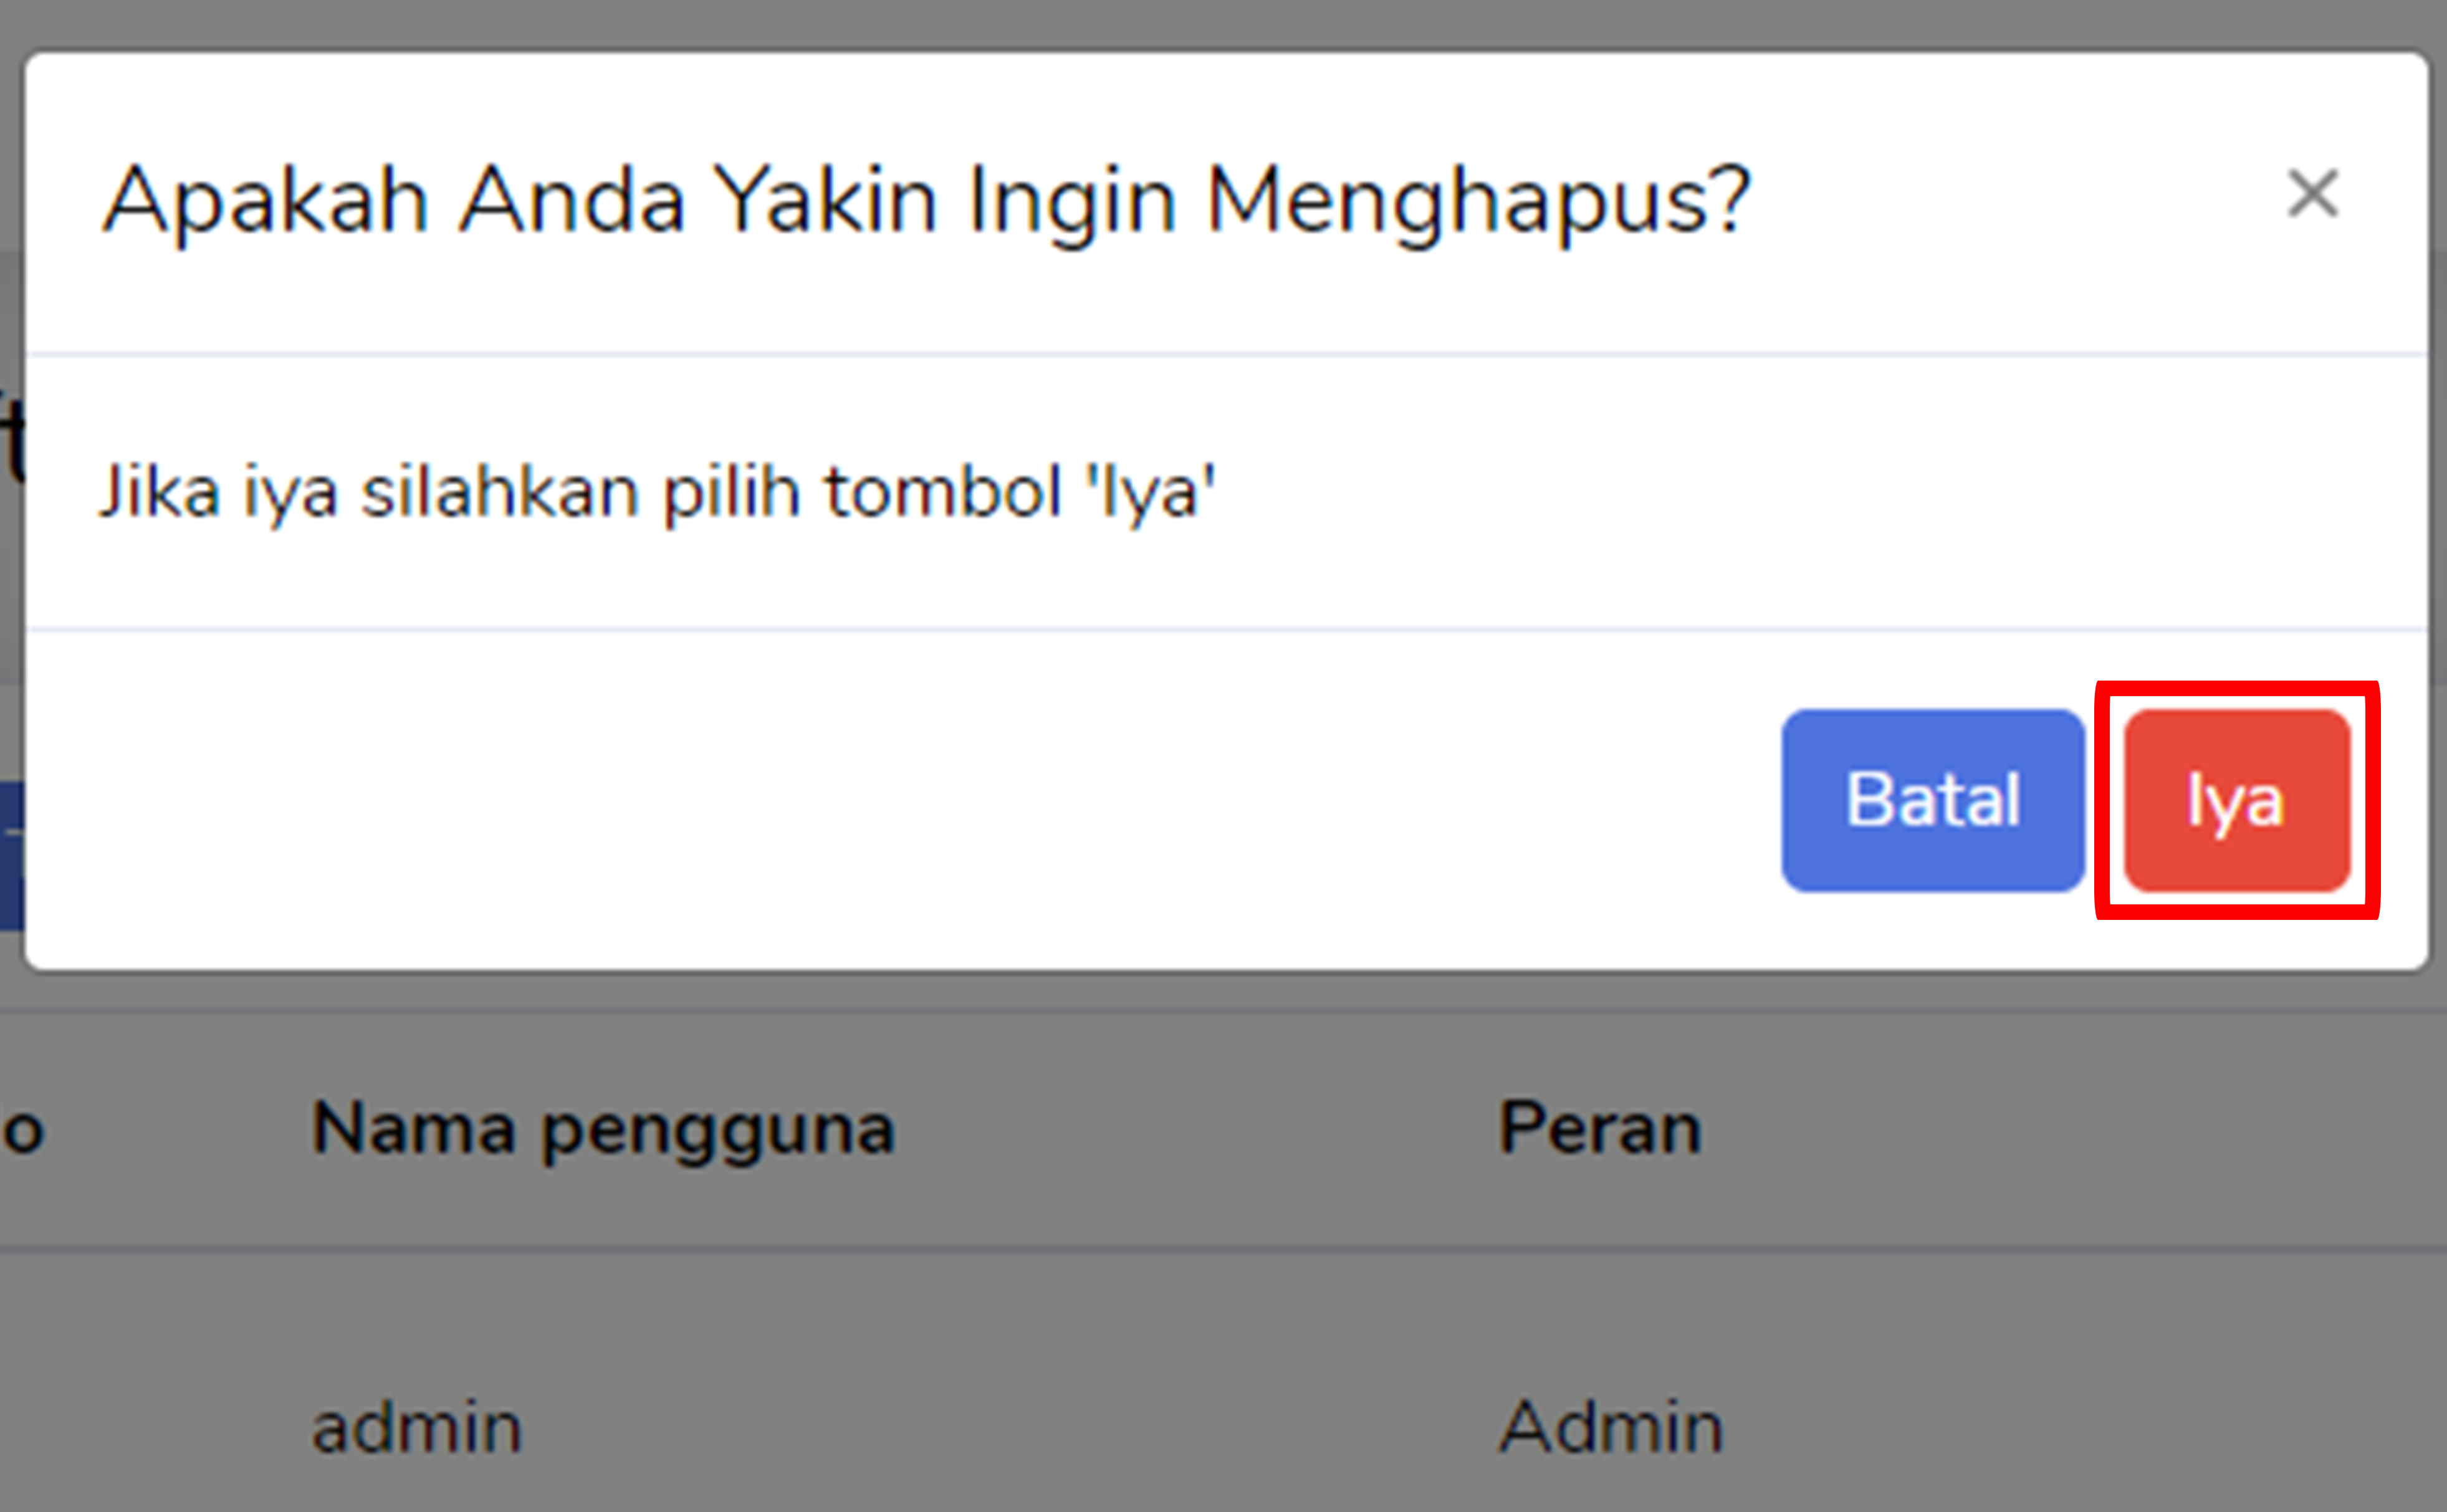 Apakah Anda Yakin Ingin Menghapus? ×
Jika iya silahkan pilih tombol 'Iya'
Batal Iya
Nama pengguna Peran
admin Admin